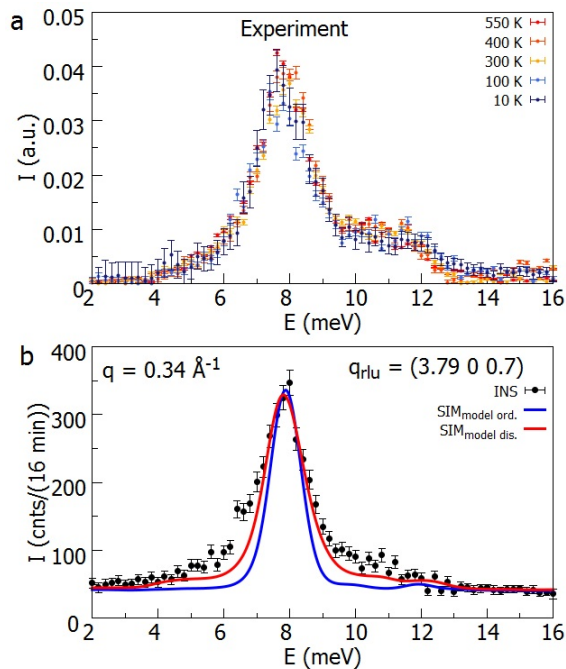 a
Experiment
550 K
400 K
300 K
100 K
10 K
I (a.u.)
0.05
0.04
0.03
0.02
0.01
0
2 4 6 8 10 12 14 16
E (meV)
b
q = 0.34 Å⁻¹
q_rlu = (3.79 0 0.7)
INS
SIM_model ord.
SIM_model dis.
I (cnts/(16 min))
400
300
200
100
0
2 4 6 8 10 12 14 16
E (meV)